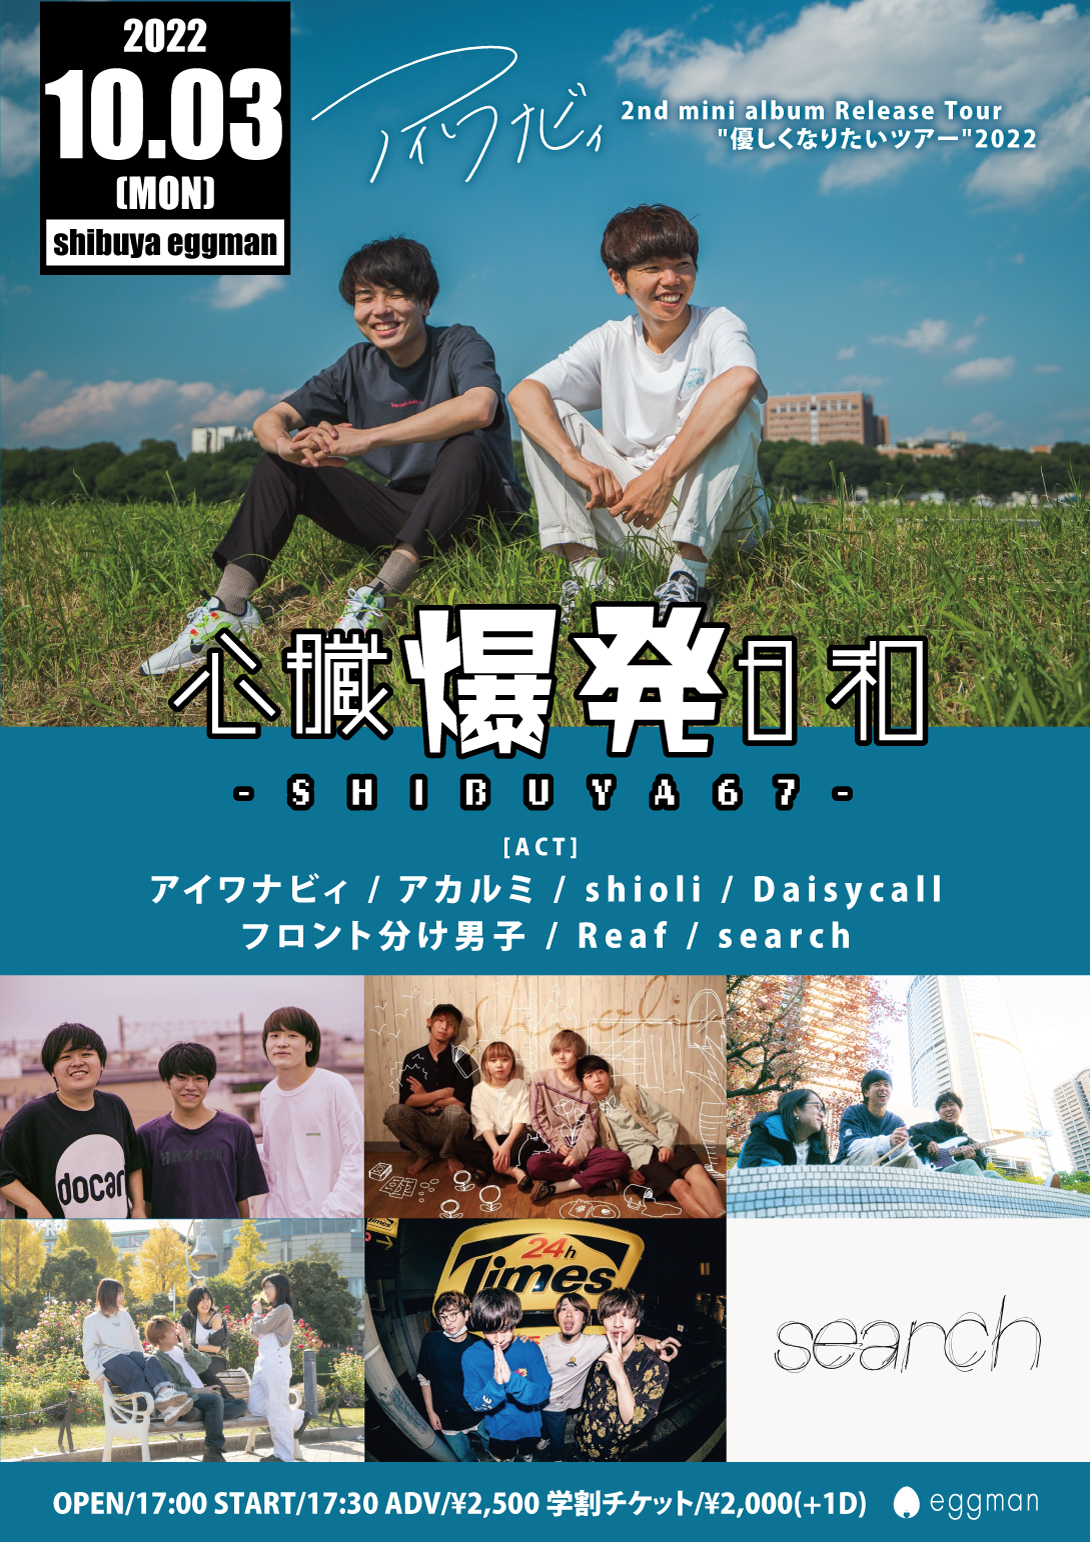 2022
10.03
(MON)
shibuya eggman
アイワナビィ
2nd mini album Release Tour
"優しくなりたいツアー"2022
心臓爆発日和
-SHIBUYA67-
[ACT]
アイワナビィ / アカルミ / shioli / Daisycall
フロント分け男子 / Reaf / search
docan
shioli
Times
24h
Times
search
OPEN/17:00 START/17:30 ADV/¥2,500 学割チケット/¥2,000(+1D)
eggman